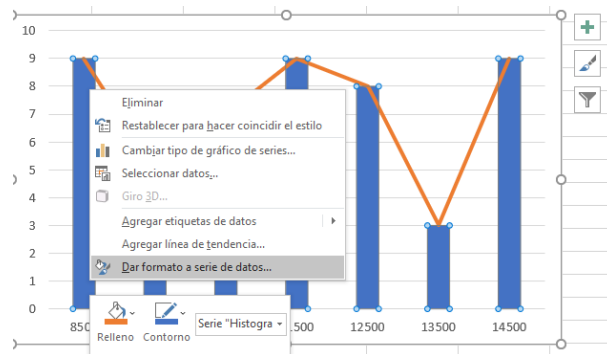 10
9
8
7
6
5
4
3
2
1
0
Eliminar
Restablecer para hacer coincidir el estilo
Cambiar tipo de gráfico de series...
Seleccionar datos...
Giro 3D...
Agregar etiquetas de datos
Agregar línea de tendencia...
Dar formato a serie de datos...
850
500 12500 13500 14500
Relleno Contorno Serie "Histogra